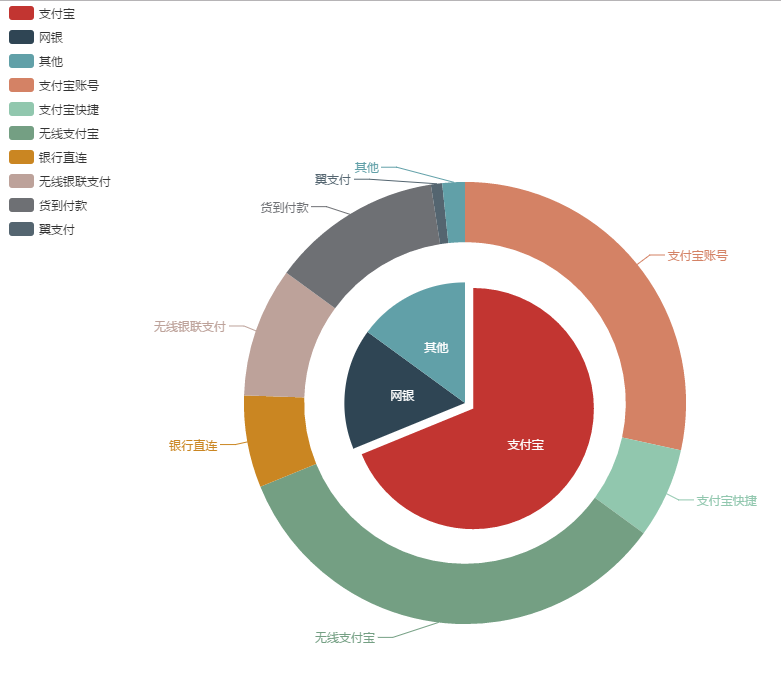 支付宝
网银
其他
支付宝账号
支付宝快捷
无线支付宝
银行直连
无线银联支付
货到付款
翼支付
其他
翼支付
货到付款
支付宝账号
无线银联支付
其他
网银
支付宝
银行直连
支付宝快捷
无线支付宝